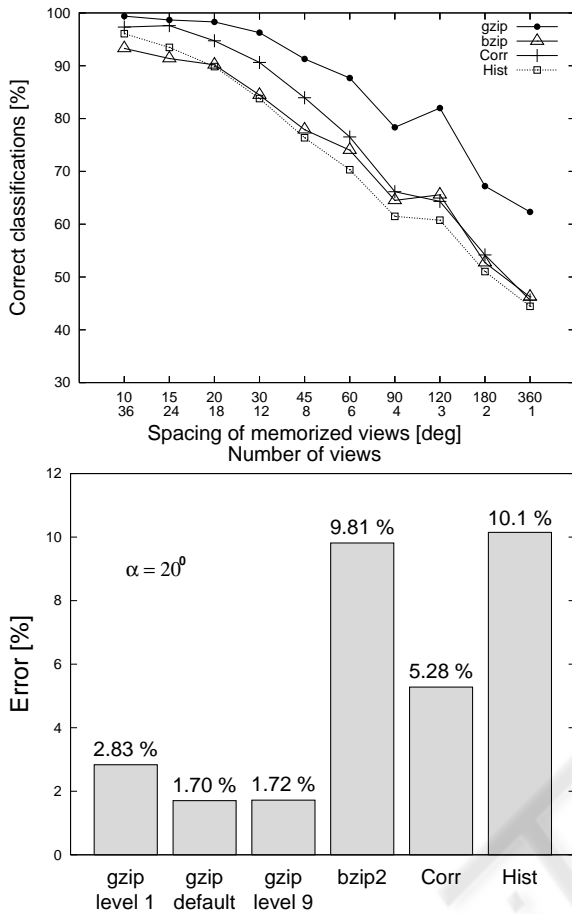 100
90
80
70
60
50
40
30
Correct classifications [%]
gzip
bzip
Corr
Hist
10 15 20 30 45 60 90 120 180 360
36 24 18 12 8 6 4 3 2 1
Spacing of memorized views [deg]
Number of views
12
10
8
6
4
2
0
Error [%]
α = 20⁰
2.83 %
1.70 %
1.72 %
9.81 %
5.28 %
10.1 %
gzip gzip gzip bzip2 Corr Hist
level 1 default level 9